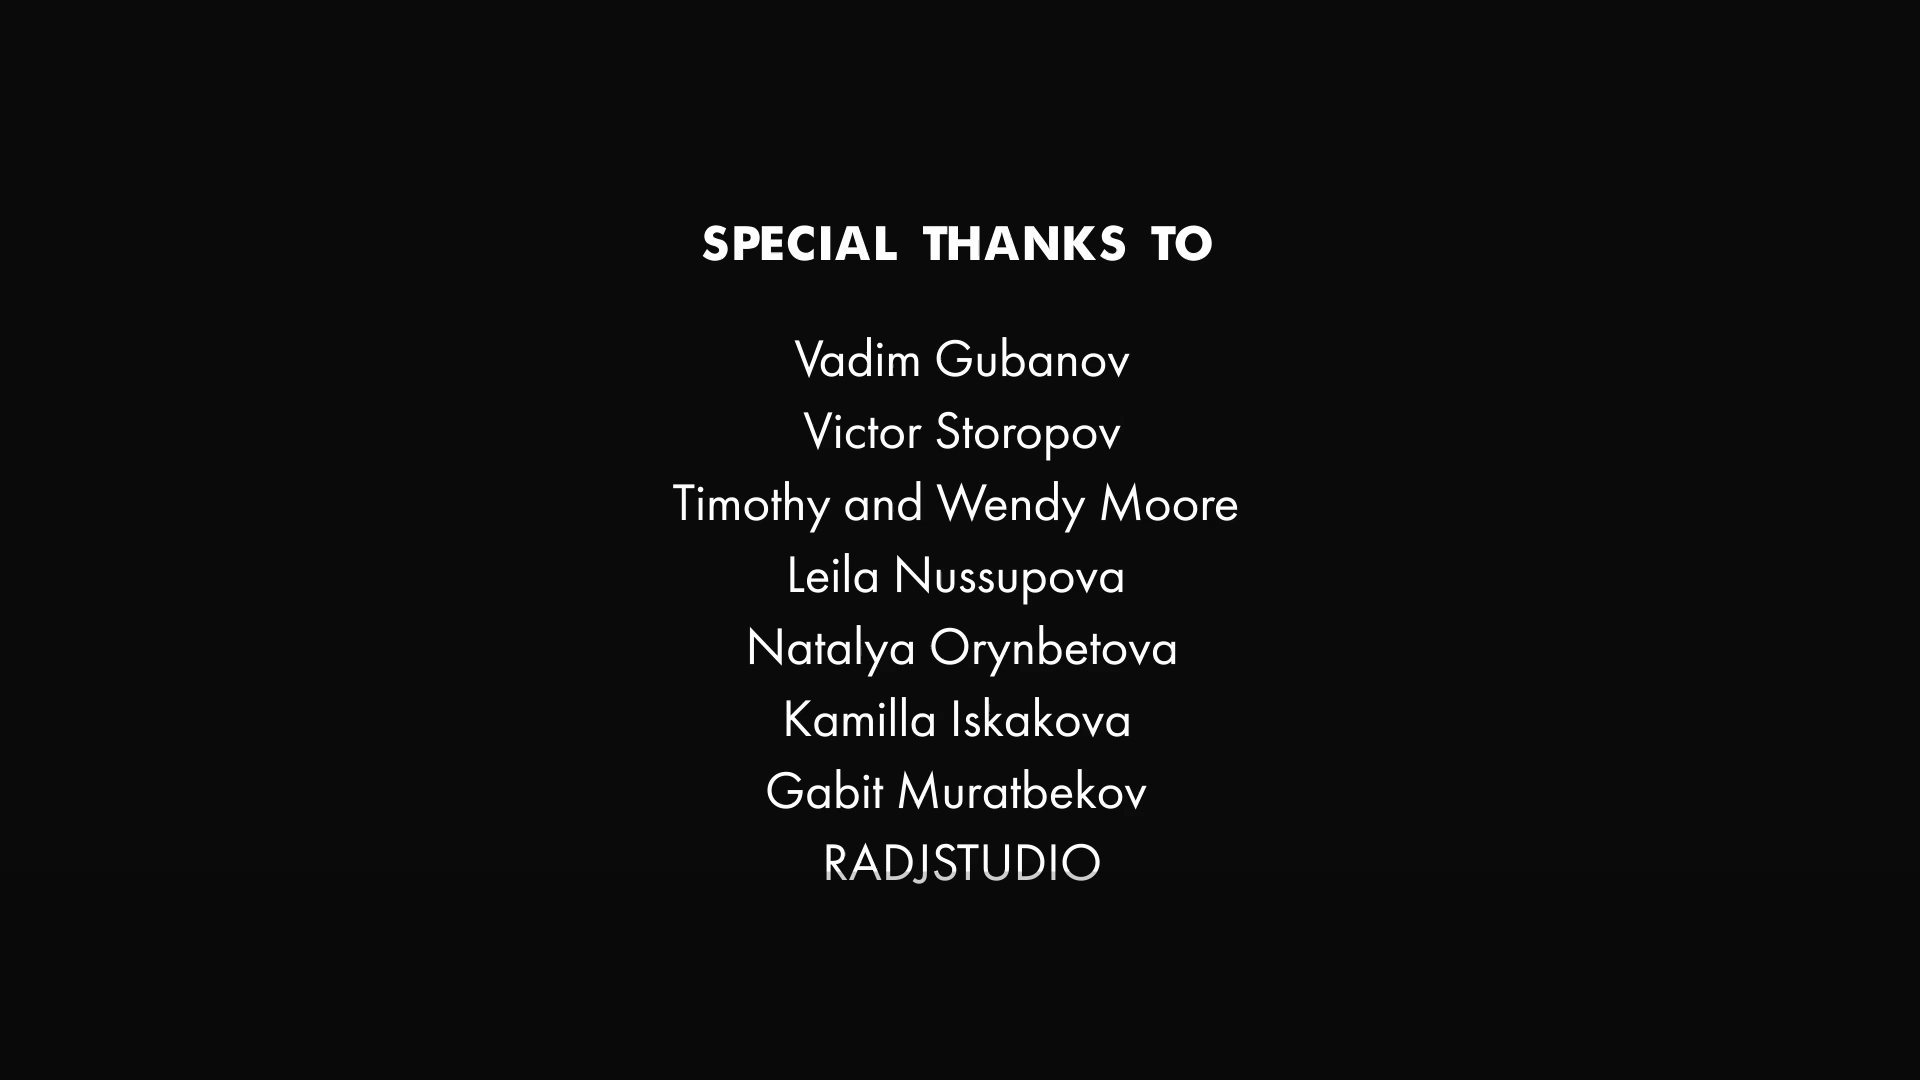 SPECIAL THANKS TO
Vadim Gubanov
Victor Storopov
Timothy and Wendy Moore
Leila Nussupova
Natalya Orynbetova
Kamilla Iskakova
Gabit Muratbekov
RADJSTUDIO